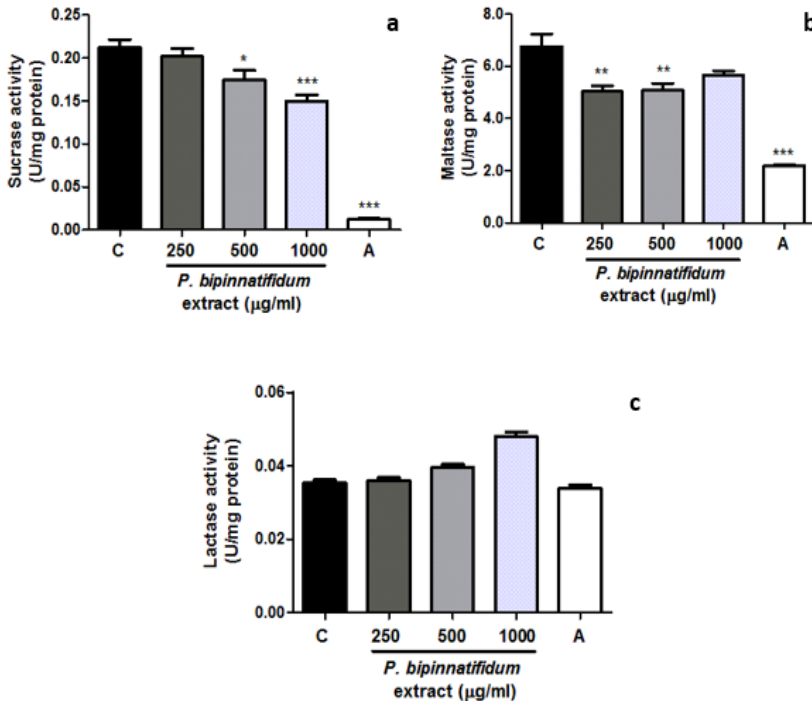 a
Sucrase activity
(U/mg protein)
0.25
0.20
0.15
0.10
0.05
0.00
*
***
***
C 250 500 1000 A
P. bipinnatifidum
extract (μg/ml)
b
Maltase activity
(U/mg protein)
8.0
6.0
4.0
2.0
0.0
**
**
***
C 250 500 1000 A
P. bipinnatifidum
extract (μg/ml)
c
Lactase activity
(U/mg protein)
0.06
0.04
0.02
0.00
C 250 500 1000 A
P. bipinnatifidum
extract (μg/ml)